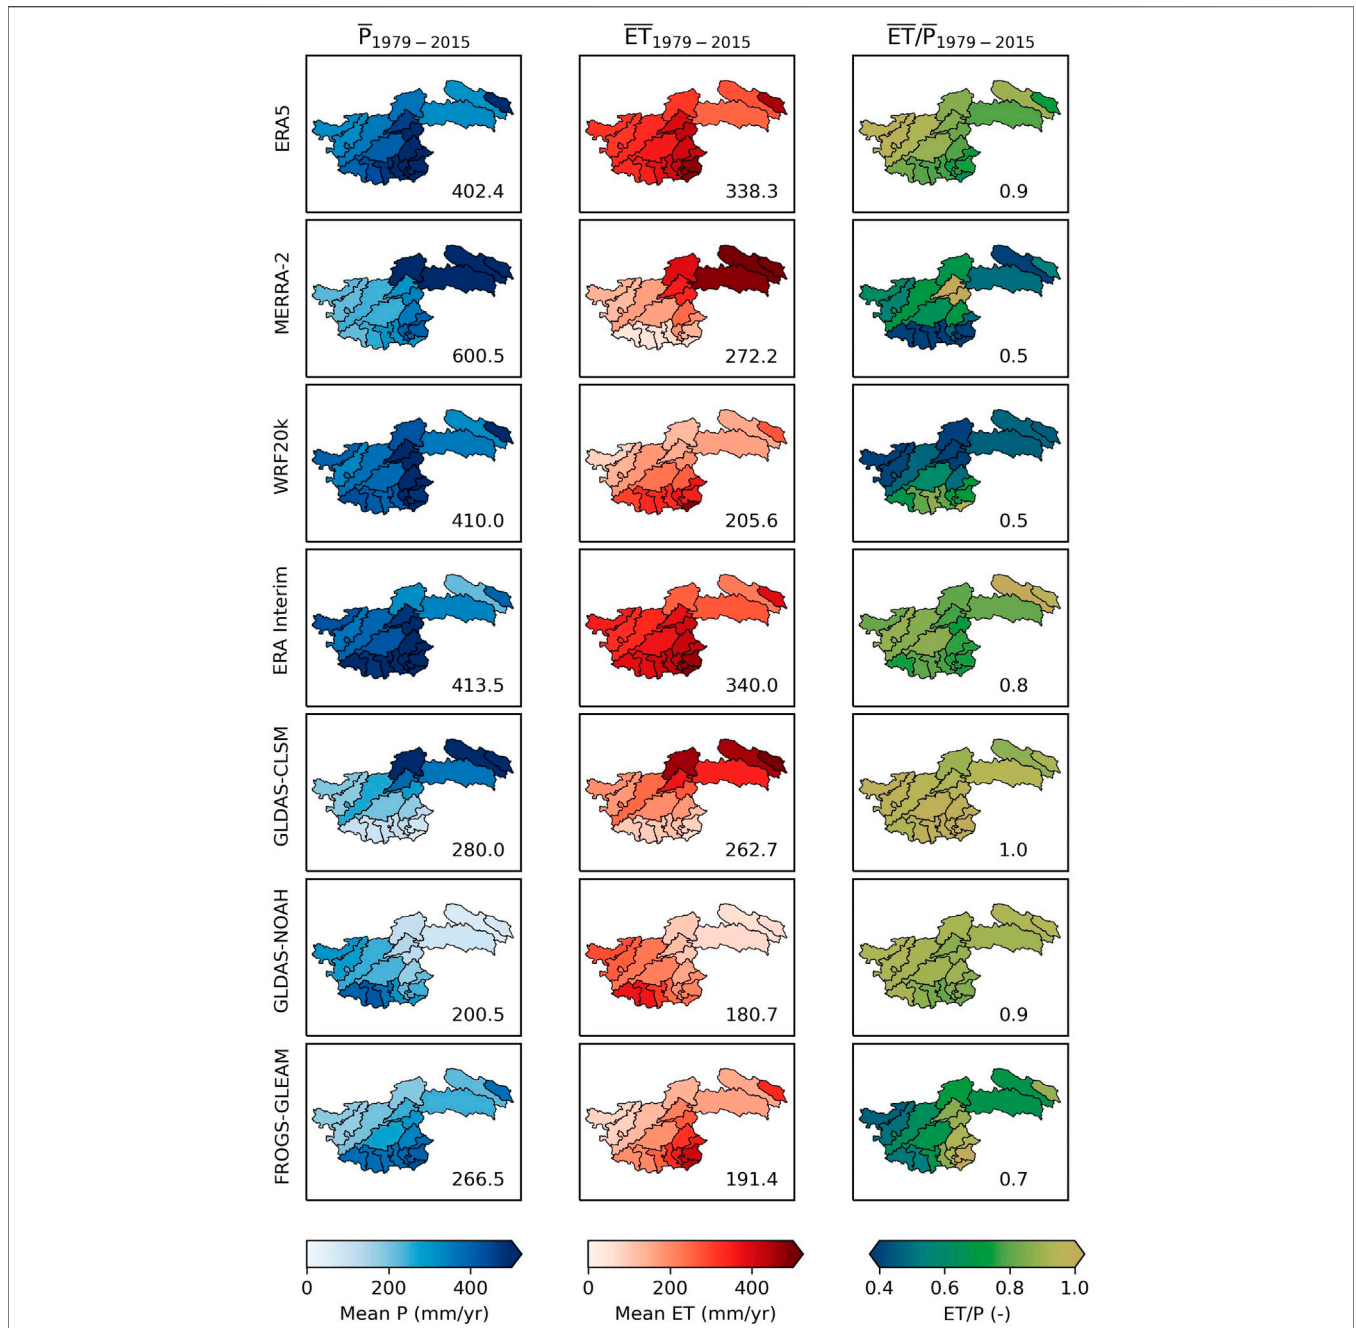 P̅1979 – 2015 E̅T̅1979 – 2015 E̅T̅/P̅1979 – 2015
ERA5
402.4 338.3 0.9
MERRA-2
600.5 272.2 0.5
WRF20k
410.0 205.6 0.5
ERA Interim
413.5 340.0 0.8
GLDAS-CLSM
280.0 262.7 1.0
GLDAS-NOAH
200.5 180.7 0.9
FROGS-GLEAM
266.5 191.4 0.7
0 200 400 0 200 400 0.4 0.6 0.8 1.0
Mean P (mm/yr) Mean ET (mm/yr) ET/P (-)